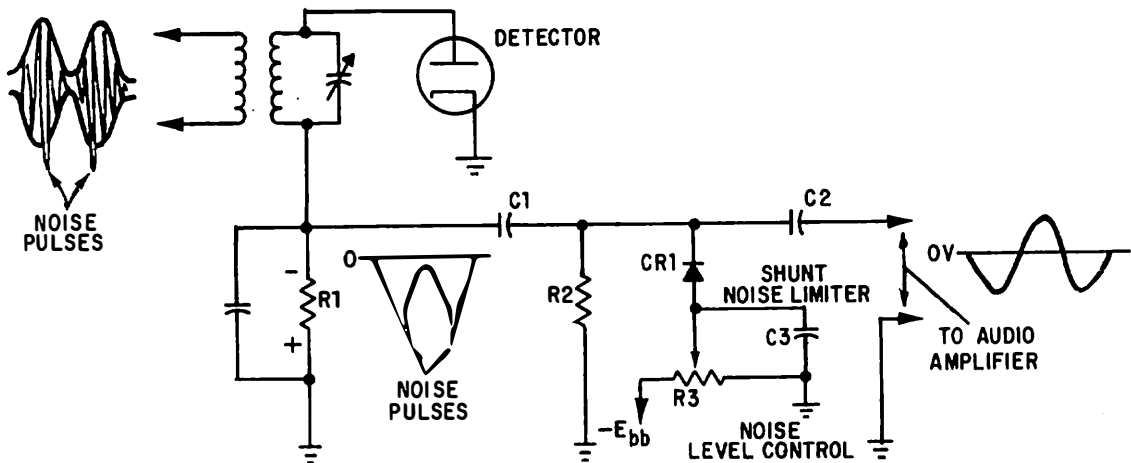 DETECTOR
NOISE
PULSES
C1
C2
0
-
R1
+
NOISE
PULSES
R2
CR1
SHUNT
NOISE LIMITER
C3
R3
-Ebb
NOISE
LEVEL CONTROL
0V
TO AUDIO
AMPLIFIER